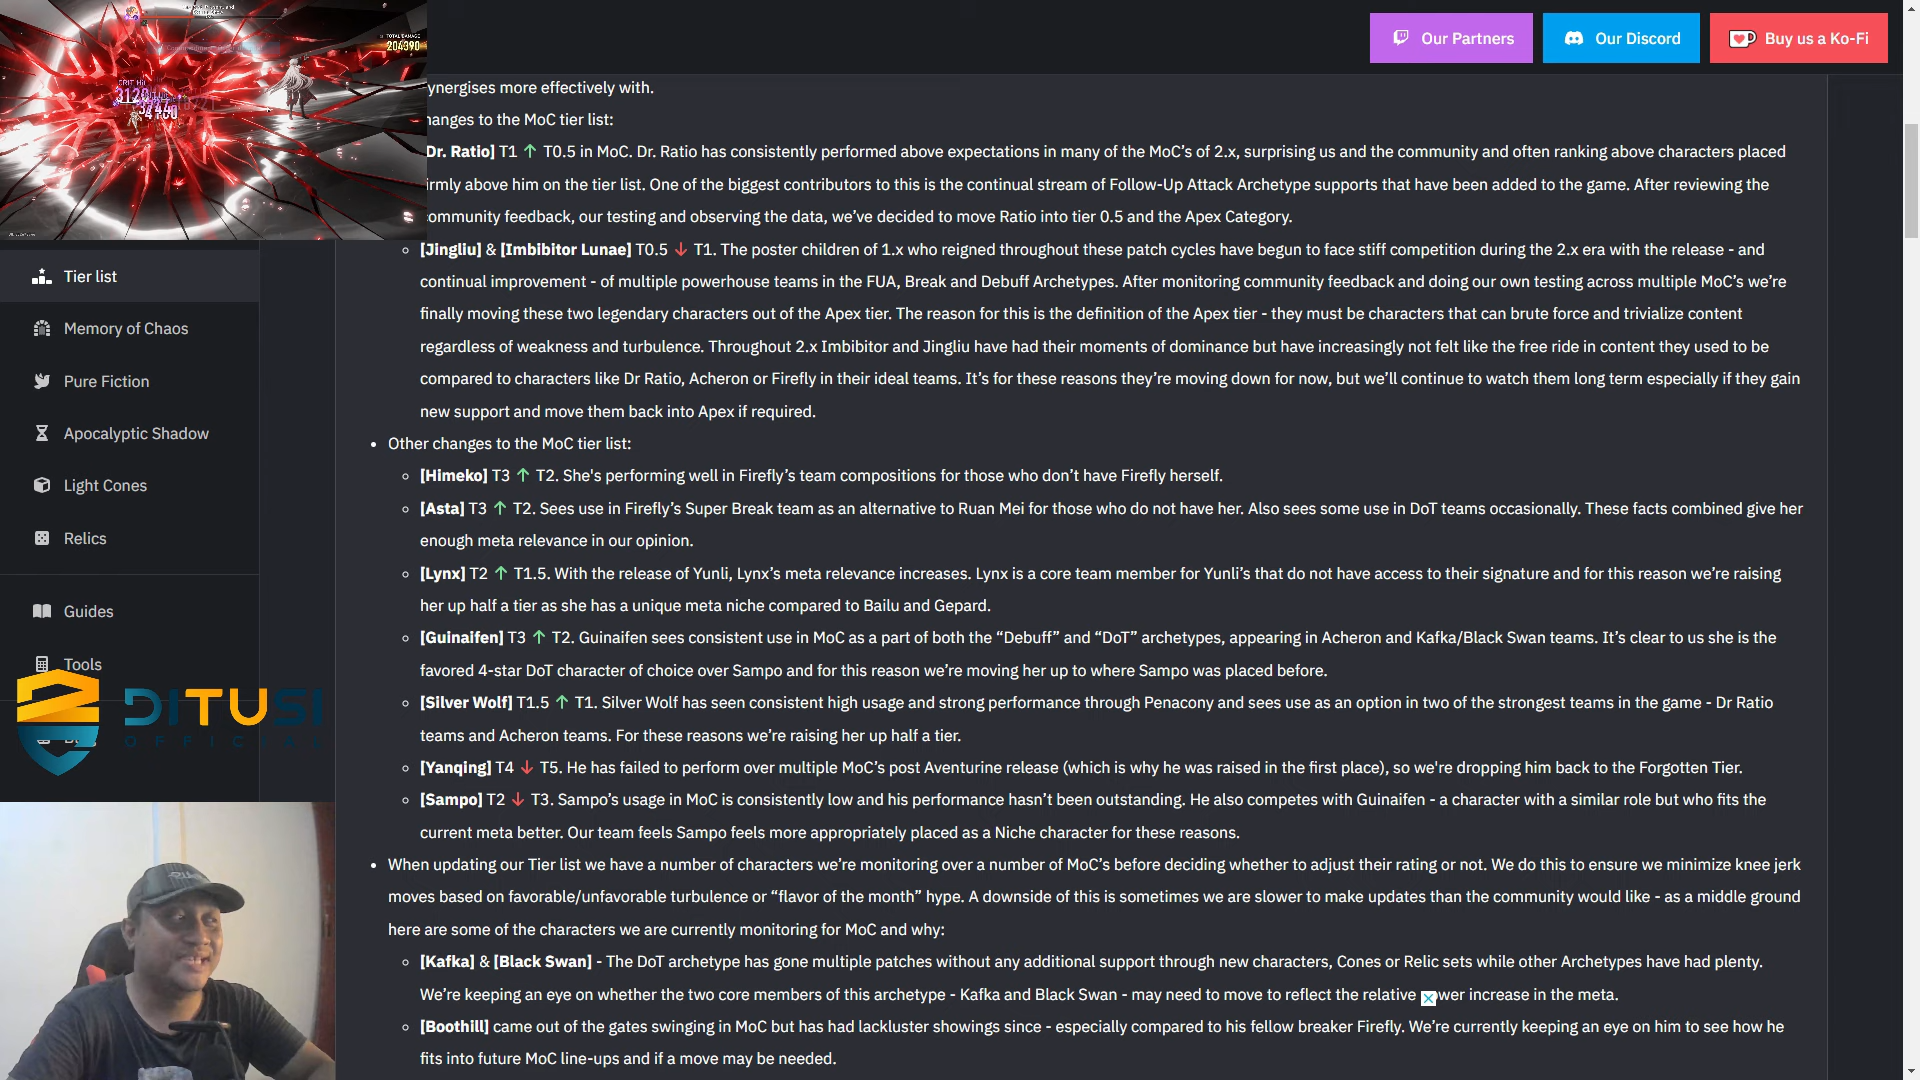 TOTAL DAMAGE
204390
CRIT Hit
Our Partners
Our Discord
Buy us a Ko-Fi
ynergises more effectively with.
hanges to the MoC tier list:
Dr. Ratio] T1 ↑ T0.5 in MoC. Dr. Ratio has consistently performed above expectations in many of the MoC’s of 2.x, surprising us and the community and often ranking above characters placed
irmly above him on the tier list. One of the biggest contributors to this is the continual stream of Follow-Up Attack Archetype supports that have been added to the game. After reviewing the
ommunity feedback, our testing and observing the data, we’ve decided to move Ratio into tier 0.5 and the Apex Category.
[Jingliu] & [Imbibitor Lunae] T0.5 ↓ T1. The poster children of 1.x who reigned throughout these patch cycles have begun to face stiff competition during the 2.x era with the release - and
continual improvement - of multiple powerhouse teams in the FUA, Break and Debuff Archetypes. After monitoring community feedback and doing our own testing across multiple MoC’s we’re
finally moving these two legendary characters out of the Apex tier. The reason for this is the definition of the Apex tier - they must be characters that can brute force and trivialize content
regardless of weakness and turbulence. Throughout 2.x Imbibitor and Jingliu have had their moments of dominance but have increasingly not felt like the free ride in content they used to be
compared to characters like Dr Ratio, Acheron or Firefly in their ideal teams. It’s for these reasons they’re moving down for now, but we’ll continue to watch them long term especially if they gain
new support and move them back into Apex if required.
Other changes to the MoC tier list:
[Himeko] T3 ↑ T2. She's performing well in Firefly’s team compositions for those who don’t have Firefly herself.
[Asta] T3 ↑ T2. Sees use in Firefly’s Super Break team as an alternative to Ruan Mei for those who do not have her. Also sees some use in DoT teams occasionally. These facts combined give her
enough meta relevance in our opinion.
[Lynx] T2 ↑ T1.5. With the release of Yunli, Lynx’s meta relevance increases. Lynx is a core team member for Yunli’s that do not have access to their signature and for this reason we’re raising
her up half a tier as she has a unique meta niche compared to Bailu and Gepard.
[Guinaifen] T3 ↑ T2. Guinaifen sees consistent use in MoC as a part of both the “Debuff” and “DoT” archetypes, appearing in Acheron and Kafka/Black Swan teams. It’s clear to us she is the
favored 4-star DoT character of choice over Sampo and for this reason we’re moving her up to where Sampo was placed before.
[Silver Wolf] T1.5 ↑ T1. Silver Wolf has seen consistent high usage and strong performance through Penacony and sees use as an option in two of the strongest teams in the game - Dr Ratio
teams and Acheron teams. For these reasons we’re raising her up half a tier.
[Yanqing] T4 ↓ T5. He has failed to perform over multiple MoC’s post Aventurine release (which is why he was raised in the first place), so we're dropping him back to the Forgotten Tier.
[Sampo] T2 ↓ T3. Sampo’s usage in MoC is consistently low and his performance hasn’t been outstanding. He also competes with Guinaifen - a character with a similar role but who fits the
current meta better. Our team feels Sampo feels more appropriately placed as a Niche character for these reasons.
When updating our Tier list we have a number of characters we’re monitoring over a number of MoC’s before deciding whether to adjust their rating or not. We do this to ensure we minimize knee jerk
moves based on favorable/unfavorable turbulence or “flavor of the month” hype. A downside of this is sometimes we are slower to make updates than the community would like - as a middle ground
here are some of the characters we are currently monitoring for MoC and why:
[Kafka] & [Black Swan] - The DoT archetype has gone multiple patches without any additional support through new characters, Cones or Relic sets while other Archetypes have had plenty.
We’re keeping an eye on whether the two core members of this archetype - Kafka and Black Swan - may need to move to reflect the relative ower increase in the meta.
[Boothill] came out of the gates swinging in MoC but has had lackluster showings since - especially compared to his fellow breaker Firefly. We’re currently keeping an eye on him to see how he
fits into future MoC line-ups and if a move may be needed.
Tier list
Memory of Chaos
Pure Fiction
Apocalyptic Shadow
Light Cones
Relics
Guides
Tools
DITUSI
OFFICIAL